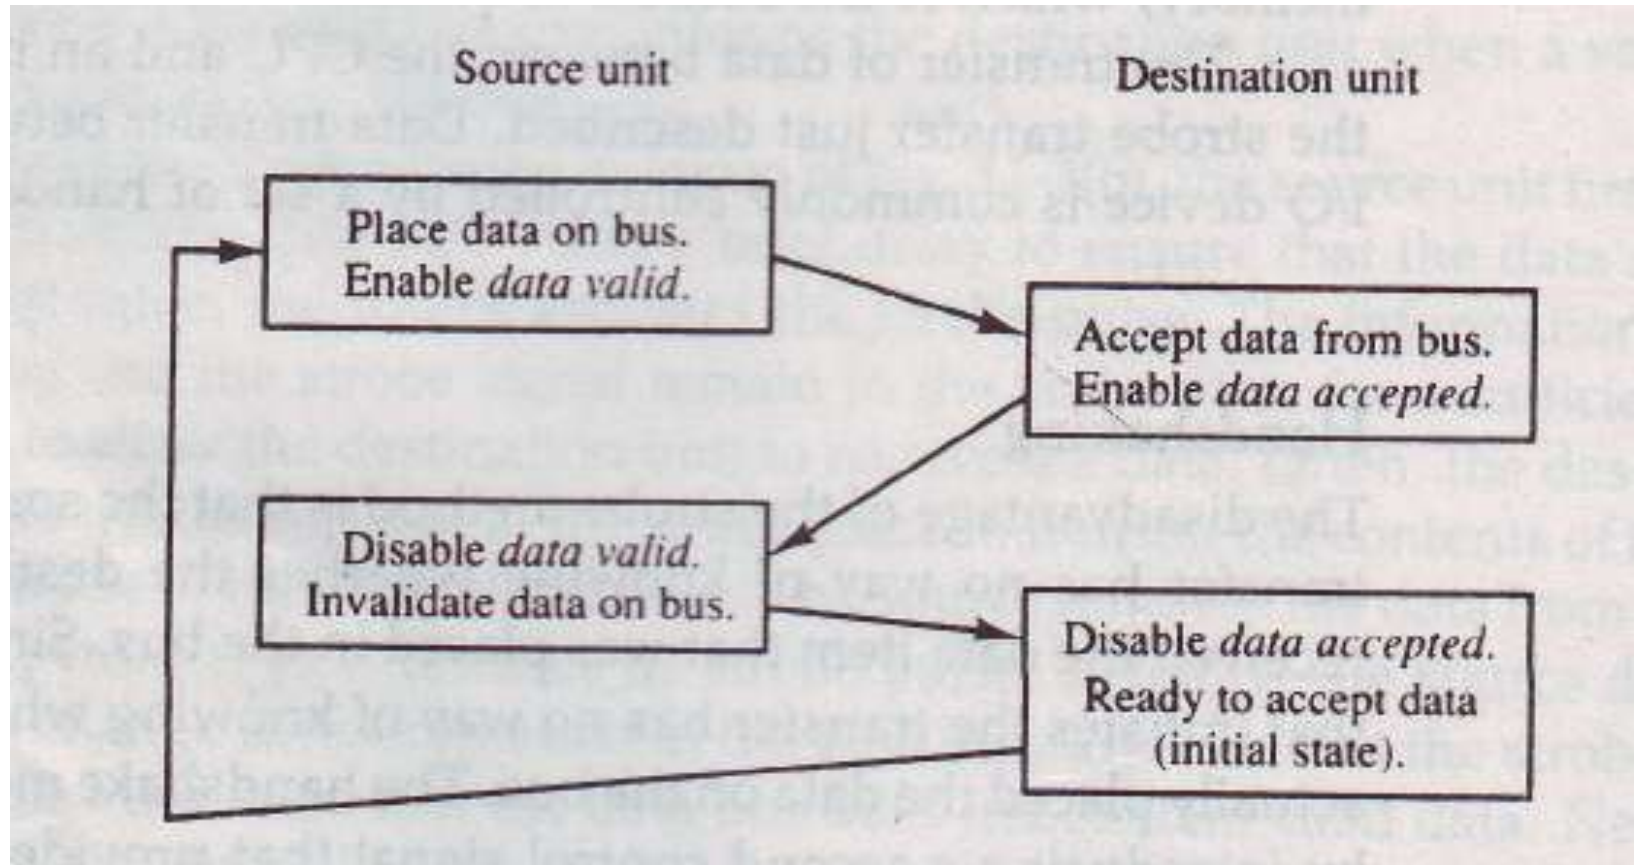 Source unit
Destination unit
Place data on bus.
Enable data valid.
Accept data from bus.
Enable data accepted.
Disable data valid.
Invalidate data on bus.
Disable data accepted.
Ready to accept data
(initial state).